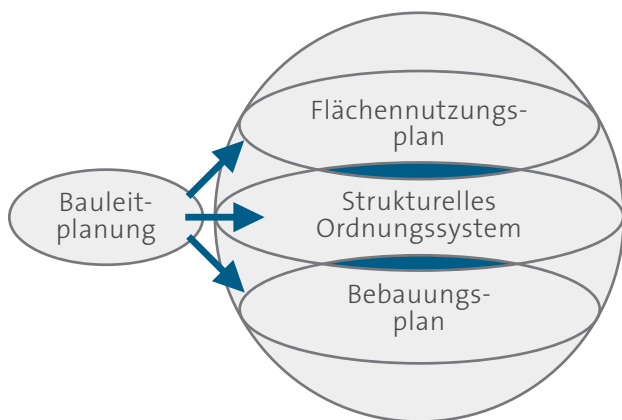 Flächennutzungs-
plan
Bauleit-
planung
Strukturelles
Ordnungssystem
Bebauungs-
plan